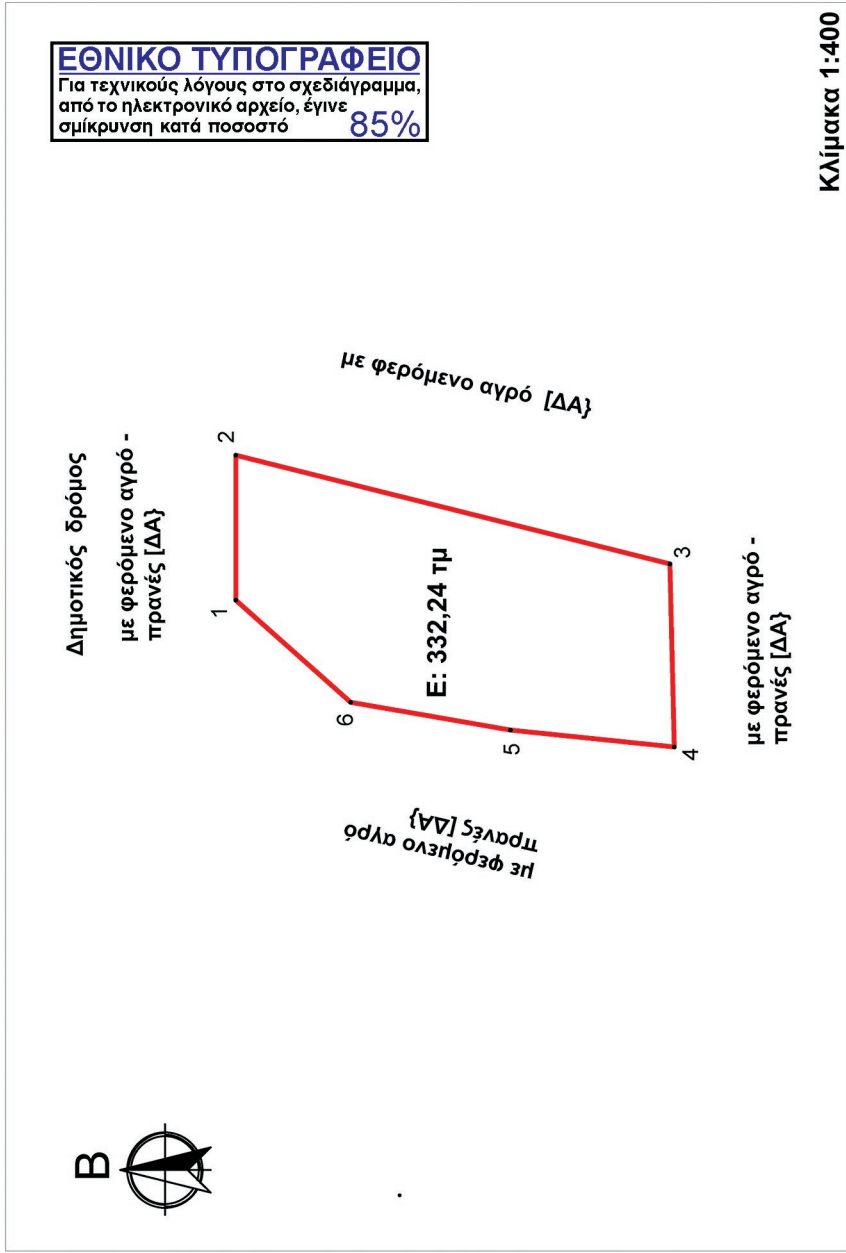 ΕΘΝΙΚΟ ΤΥΠΟΓΡΑΦΕΙΟ
Για τεχνικούς λόγους στο σχεδιάγραμμα,
από το ηλεκτρονικό αρχείο, έγινε
σμίκρυνση κατά ποσοστό 85%
Κλίμακα 1:400
Β
Δημοτικός δρόμος
με φερόμενο αγρό -
πρανές [ΔΑ}
1
2
με φερόμενο αγρό [ΔΑ}
6
Ε: 332,24 τμ
5
3
4
με φερόμενο αγρό
πρανές [ΔΑ}
με φερόμενο αγρό -
πρανές [ΔΑ}